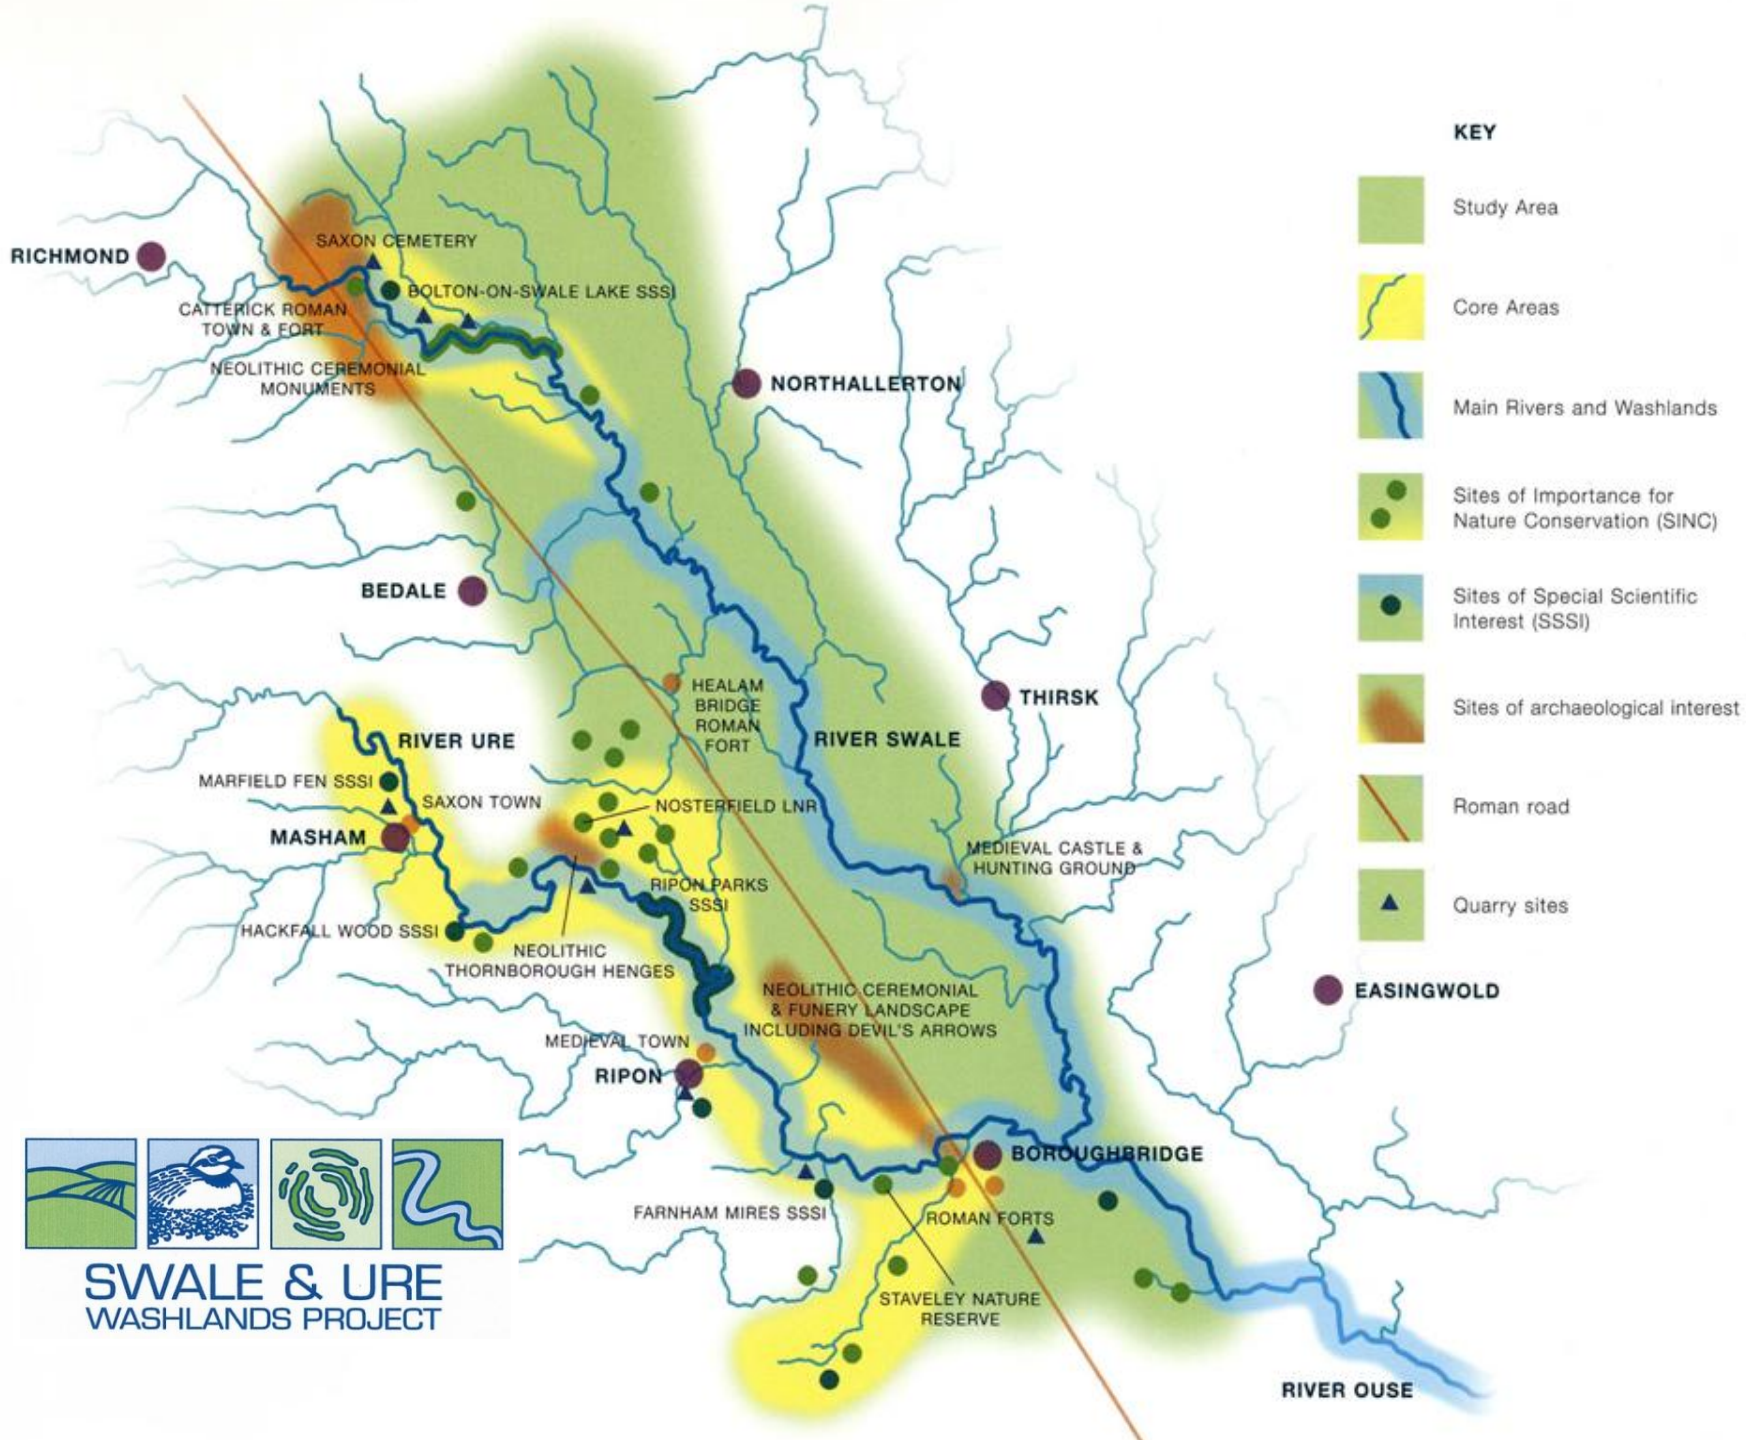 KEY
Study Area
Core Areas
Main Rivers and Washlands
Sites of Importance for
Nature Conservation (SINC)
Sites of Special Scientific
Interest (SSSI)
Sites of archaeological interest
Roman road
Quarry sites
RICHMOND
SAXON CEMETERY
BOLTON-ON-SWALE LAKE SSSI
CATTERICK ROMAN
TOWN & FORT
NEOLITHIC CEREMONIAL
MONUMENTS
NORTHALLERTON
BEDALE
HEALAM
BRIDGE
ROMAN
FORT
THIRSK
RIVER SWALE
RIVER URE
MARFIELD FEN SSSI
SAXON TOWN
MASHAM
NOSTERFIELD LNR
MEDIEVAL CASTLE &
HUNTING GROUND
RIPON PARKS
SSSI
HACKFALL WOOD SSSI
NEOLITHIC
THORNBOROUGH HENGES
NEOLITHIC CEREMONIAL
& FUNERY LANDSCAPE
INCLUDING DEVIL'S ARROWS
EASINGWOLD
MEDIEVAL TOWN
RIPON
BOROUGHBRIDGE
FARNHAM MIRES SSSI
ROMAN FORTS
STAVELEY NATURE
RESERVE
RIVER OUSE
SWALE & URE
WASHLANDS PROJECT